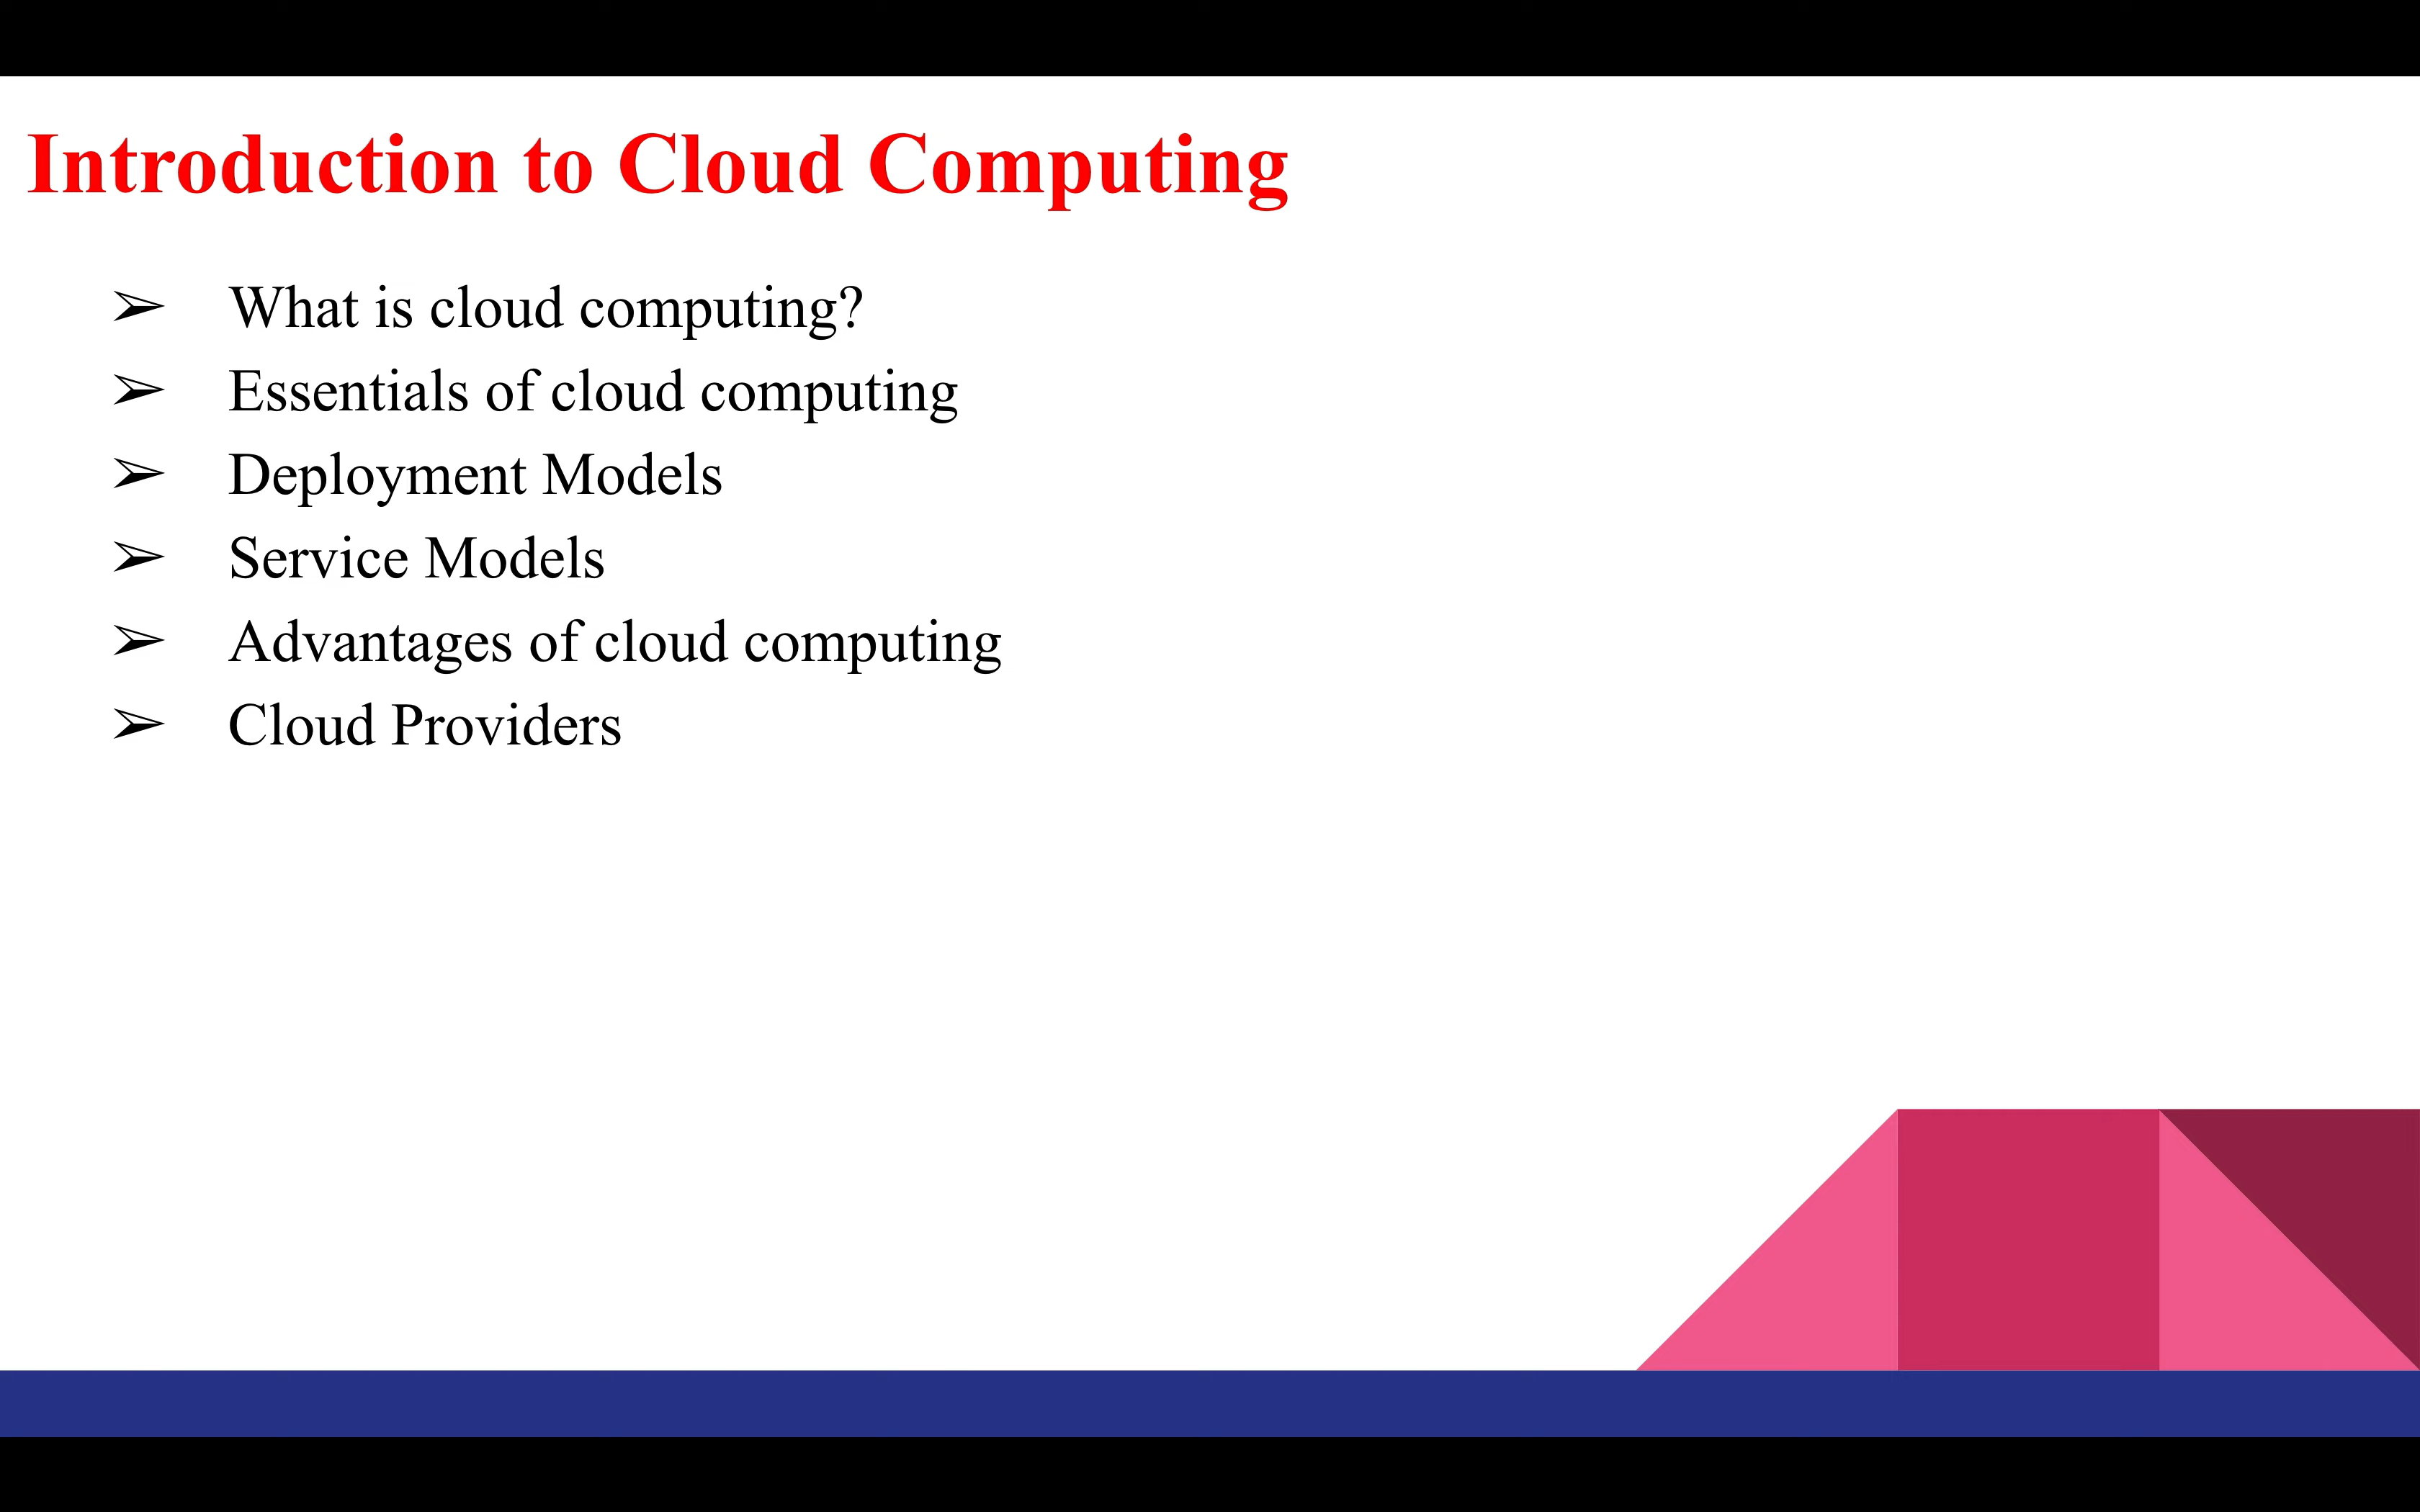 Introduction to Cloud Computing
➢ What is cloud computing?
➢ Essentials of cloud computing
➢ Deployment Models
➢ Service Models
➢ Advantages of cloud computing
➢ Cloud Providers